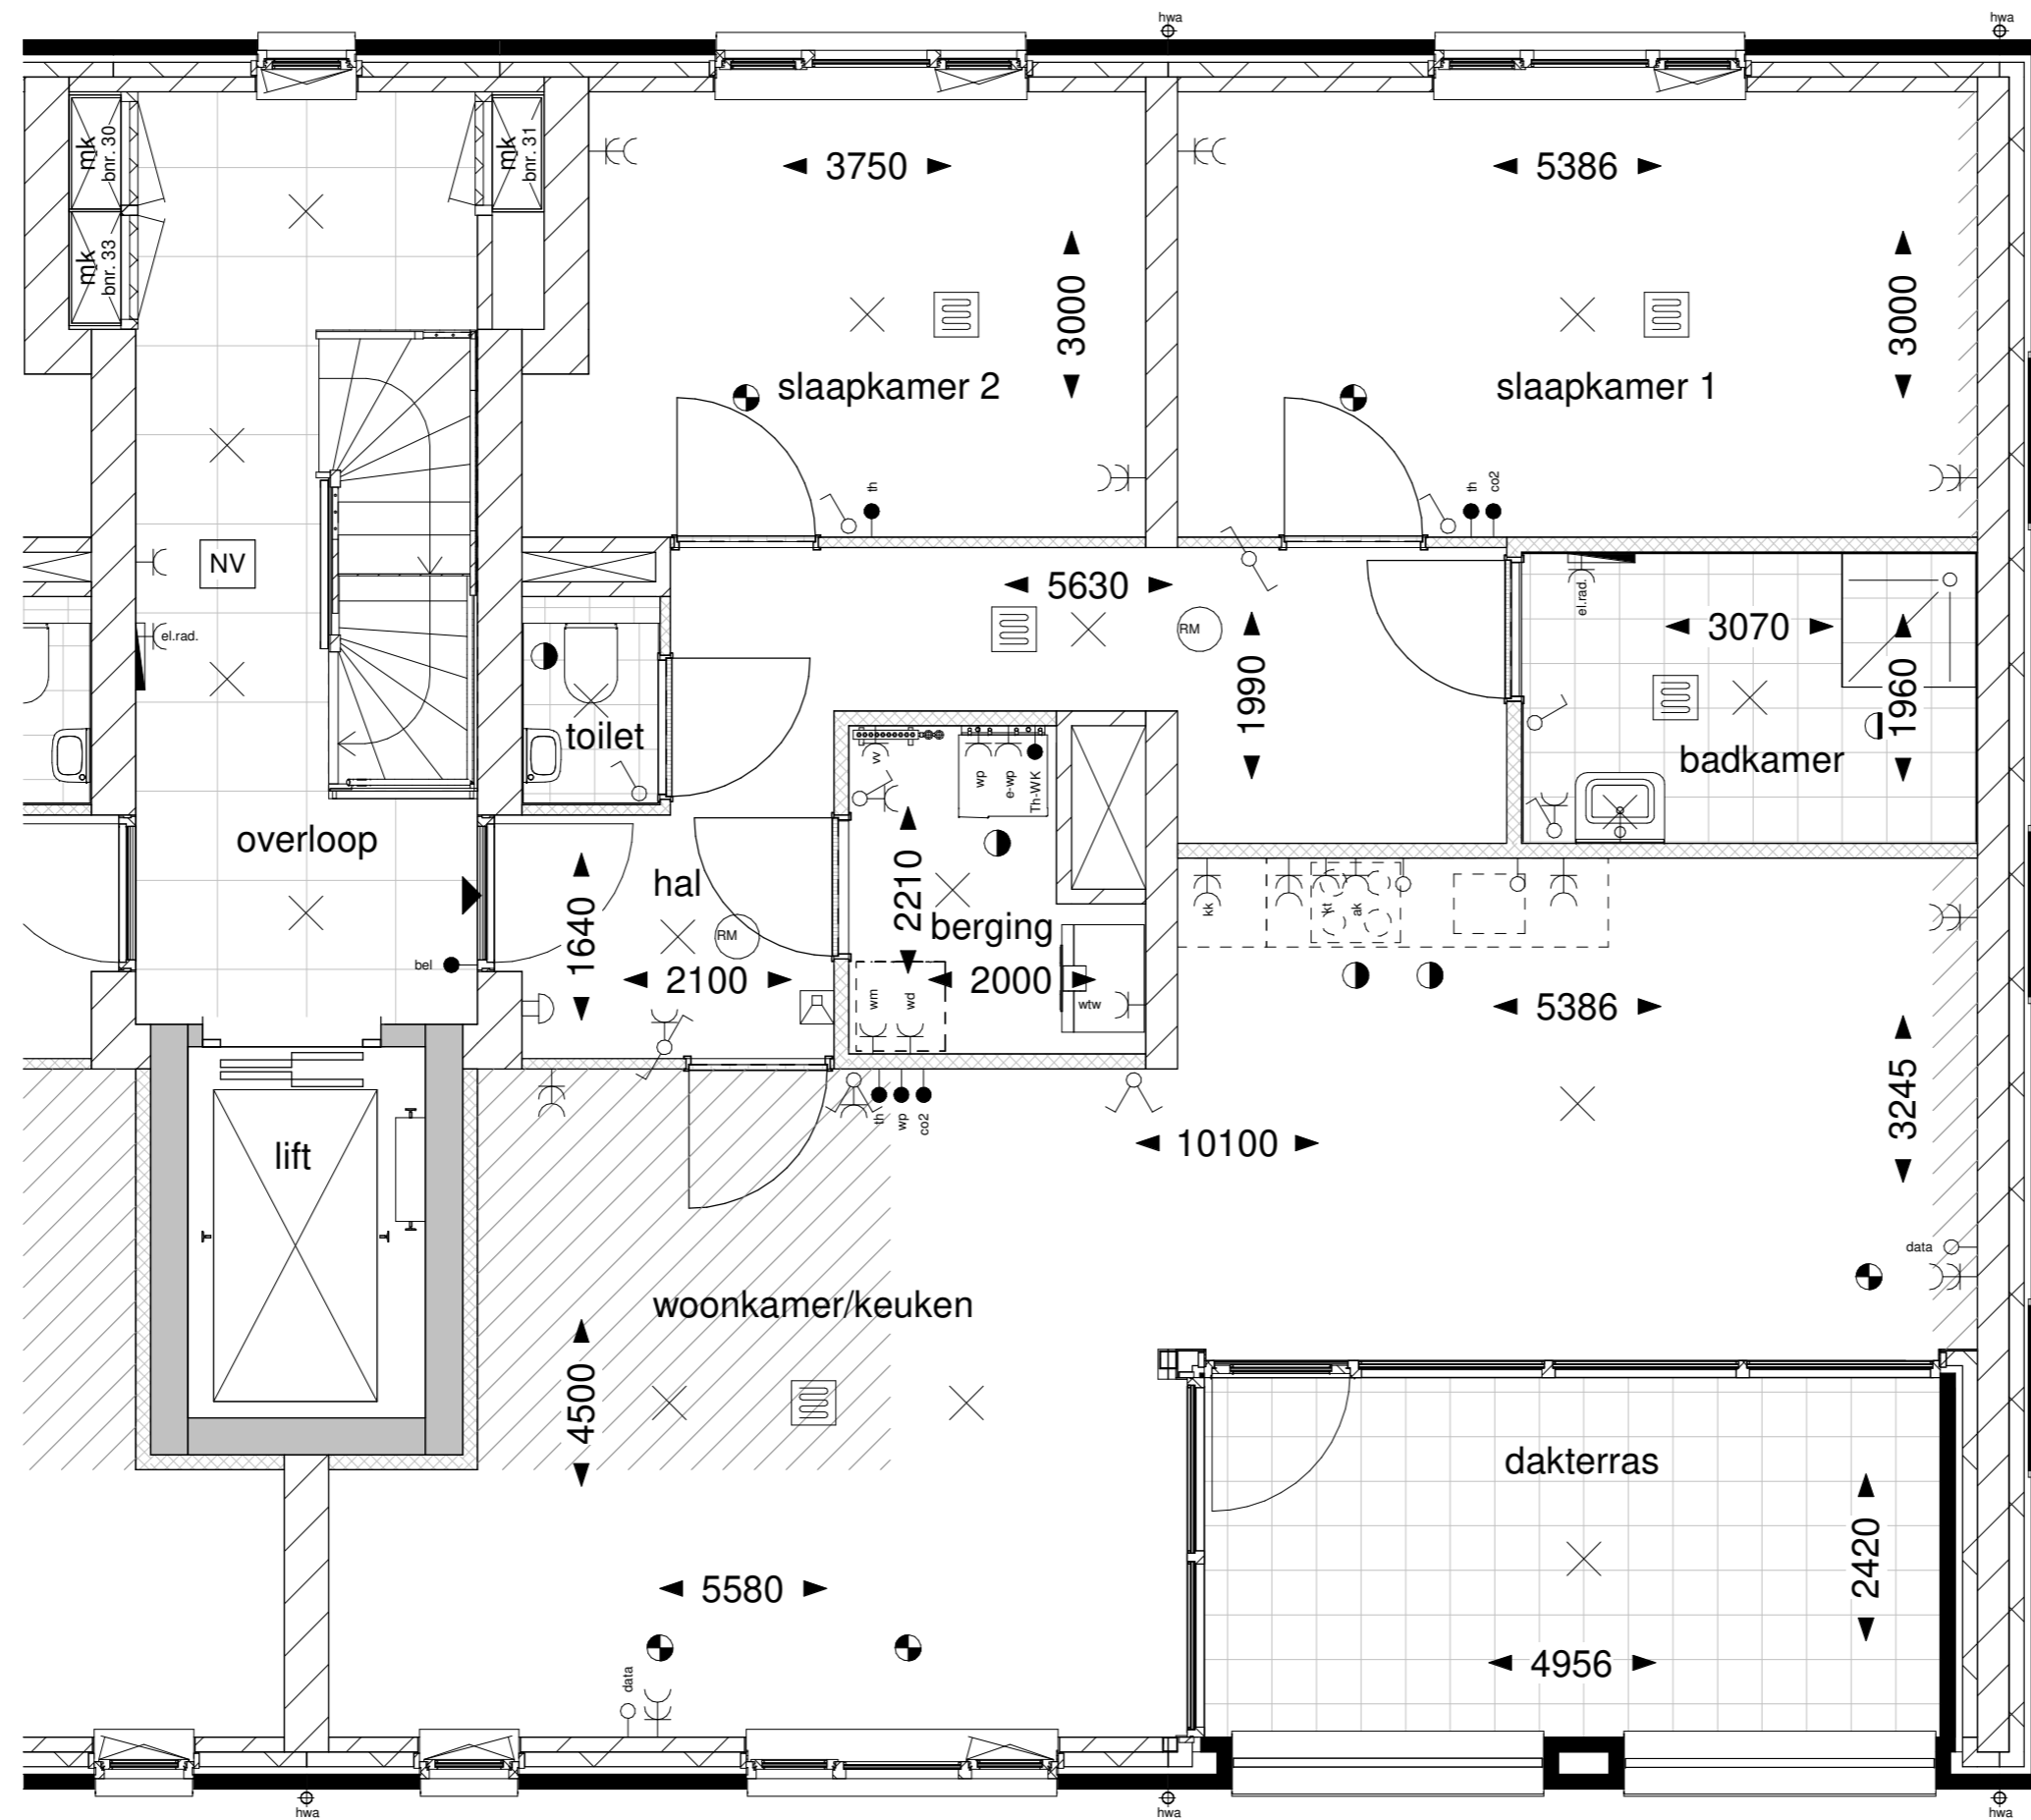 hwa
hwa
mk
bnr. 30
mk
bnr. 31
mk
bnr. 33
3750
5386
3000
3000
slaapkamer 2
slaapkamer 1
th
th
co2
NV
5630
el.rad.
3070
el.rad.
RM
1990
1960
toilet
badkamer
vv
wp
e-wp
Th-WK
overloop
hal
2210
berging
kk
kt
ak
1640
RM
bel
2100
2000
wm
wd
wtw
5386
3245
th
wp
co2
lift
10100
data
woonkamer/keuken
4500
dakterras
2420
5580
4956
data
hwa
hwa
hwa